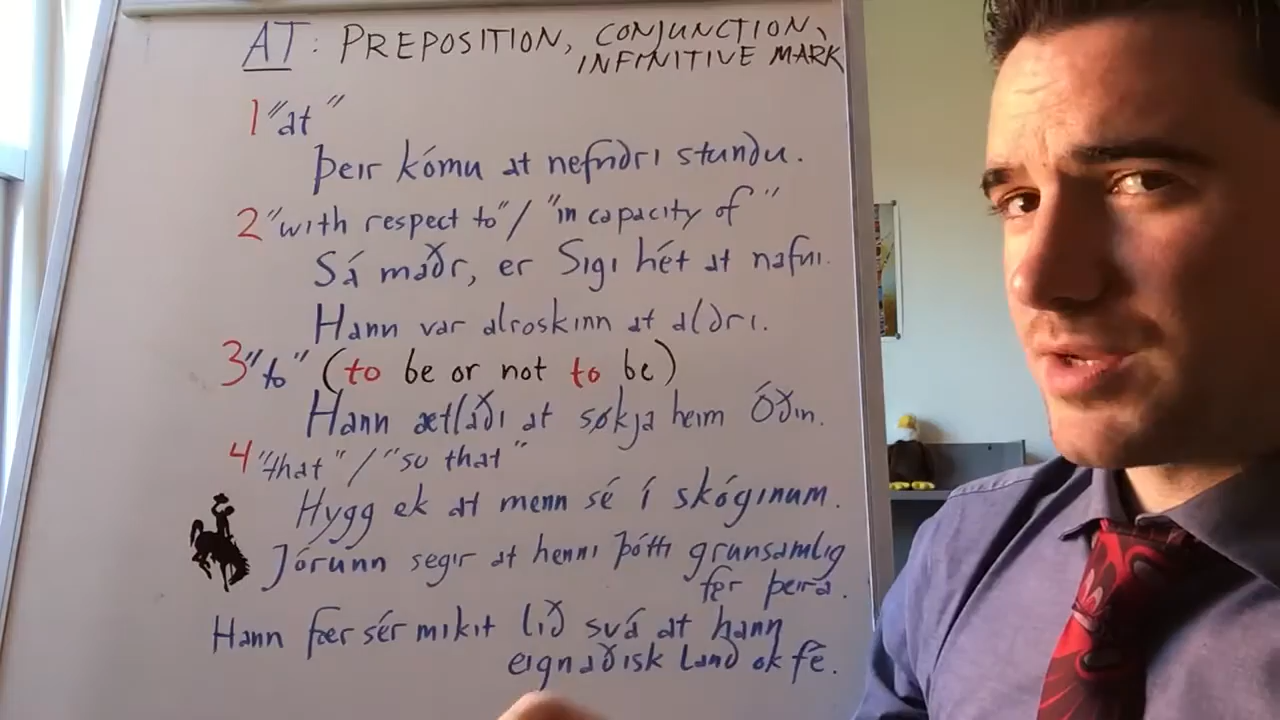 AT: PREPOSITION, CONJUNCTION,
INFINITIVE MARK
1 "at"
Þeir kómu at nefndri stundu.
2 "with respect to" / "in capacity of"
Sá maðr, er Sigi hét at nafni.
Hann var alroskinn at aldri.
3 "to" (to be or not to be)
Hann ætlaði at søkja heim Óðin.
4 "that" / "so that"
Hygg ek at menn sé í skóginum.
Jórunn segir at henni þótti grunsamlig
ferð þeira.
Hann fær sér mikit lið svá at hann
eignaðisk land ok fé.